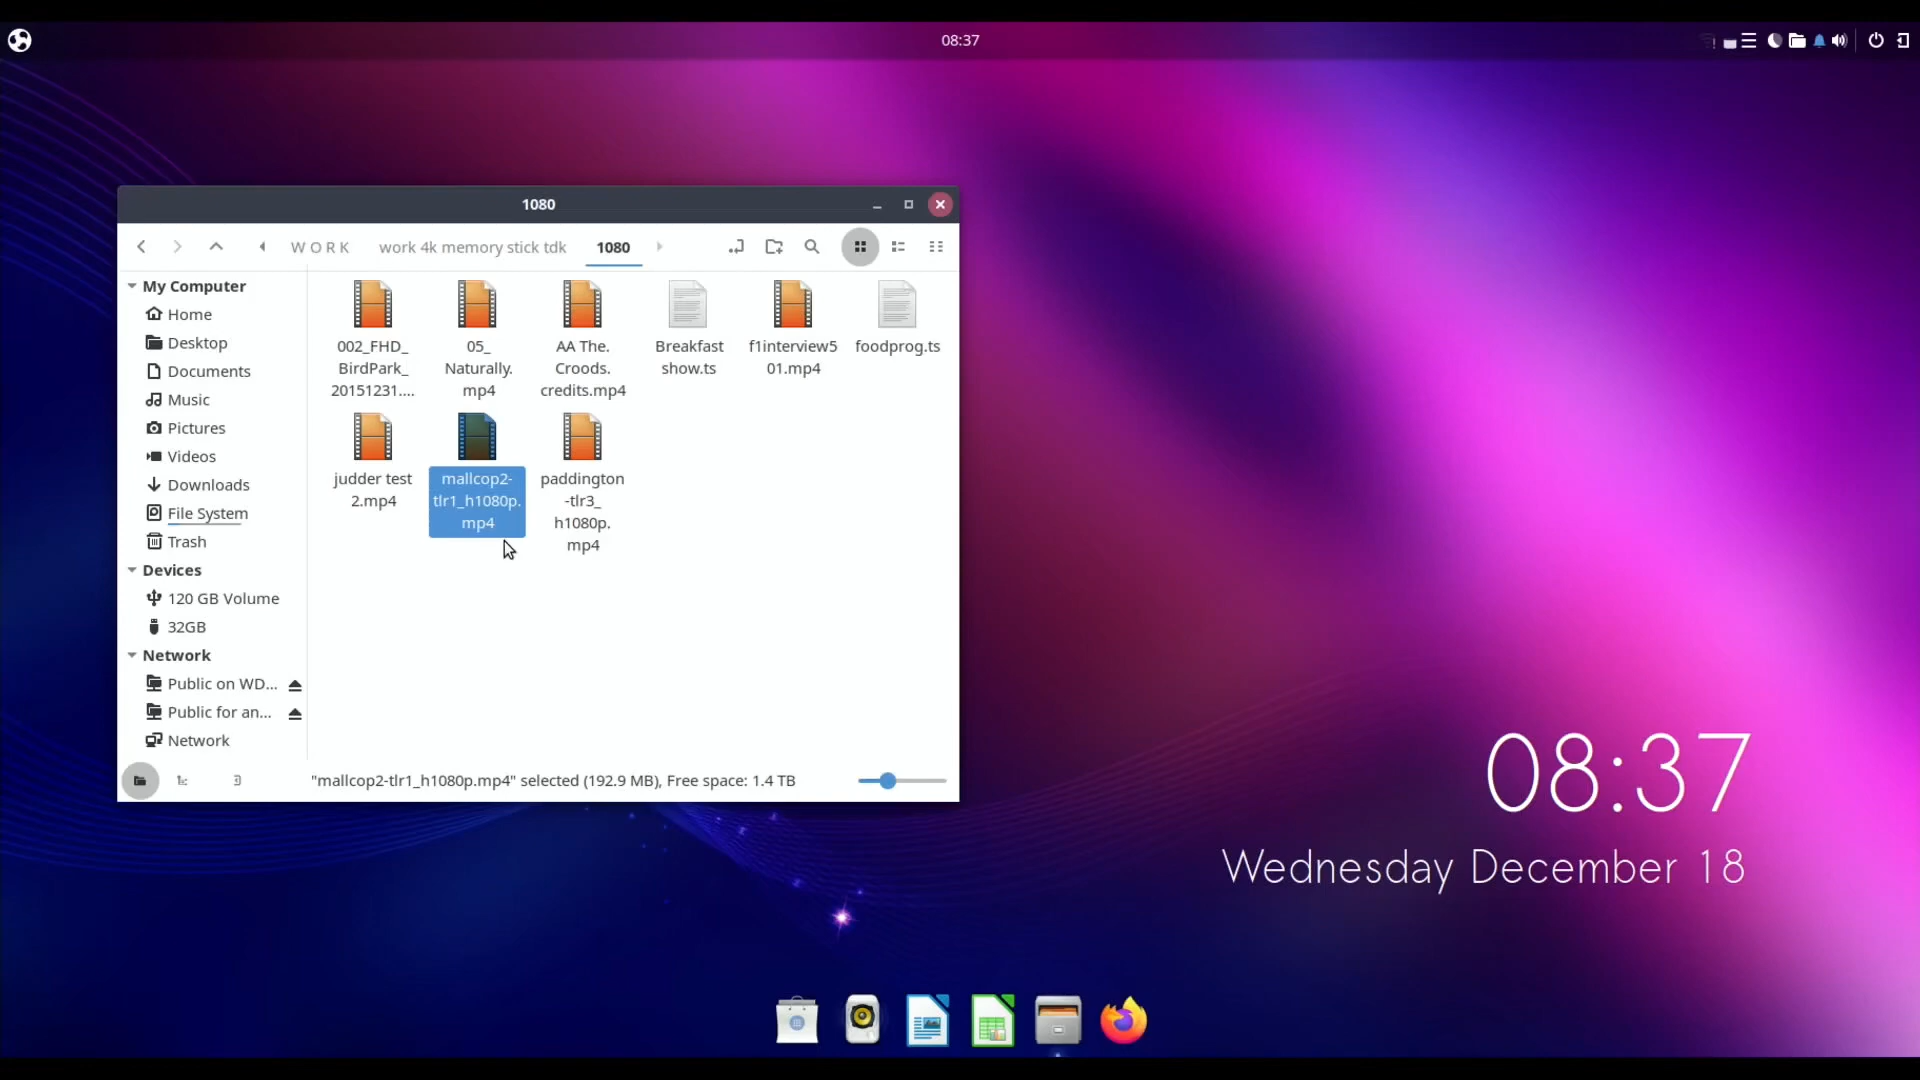 08:37
1080
WORK
work 4k memory stick tdk
1080
My Computer
Home
Desktop
Documents
Music
Pictures
Videos
Downloads
File System
Trash
Devices
120 GB Volume
32GB
Network
Public on WD...
Public for an...
Network
002_FHD_
BirdPark_
20151231....
05_
Naturally.
mp4
AA The.
Croods.
credits.mp4
Breakfast
show.ts
f1interview5
01.mp4
foodprog.ts
judder test
2.mp4
mallcop2-
tlr1_h1080p.
mp4
paddington
-tlr3_
h1080p.
mp4
"mallcop2-tlr1_h1080p.mp4" selected (192.9 MB), Free space: 1.4 TB
08:37
Wednesday December 18